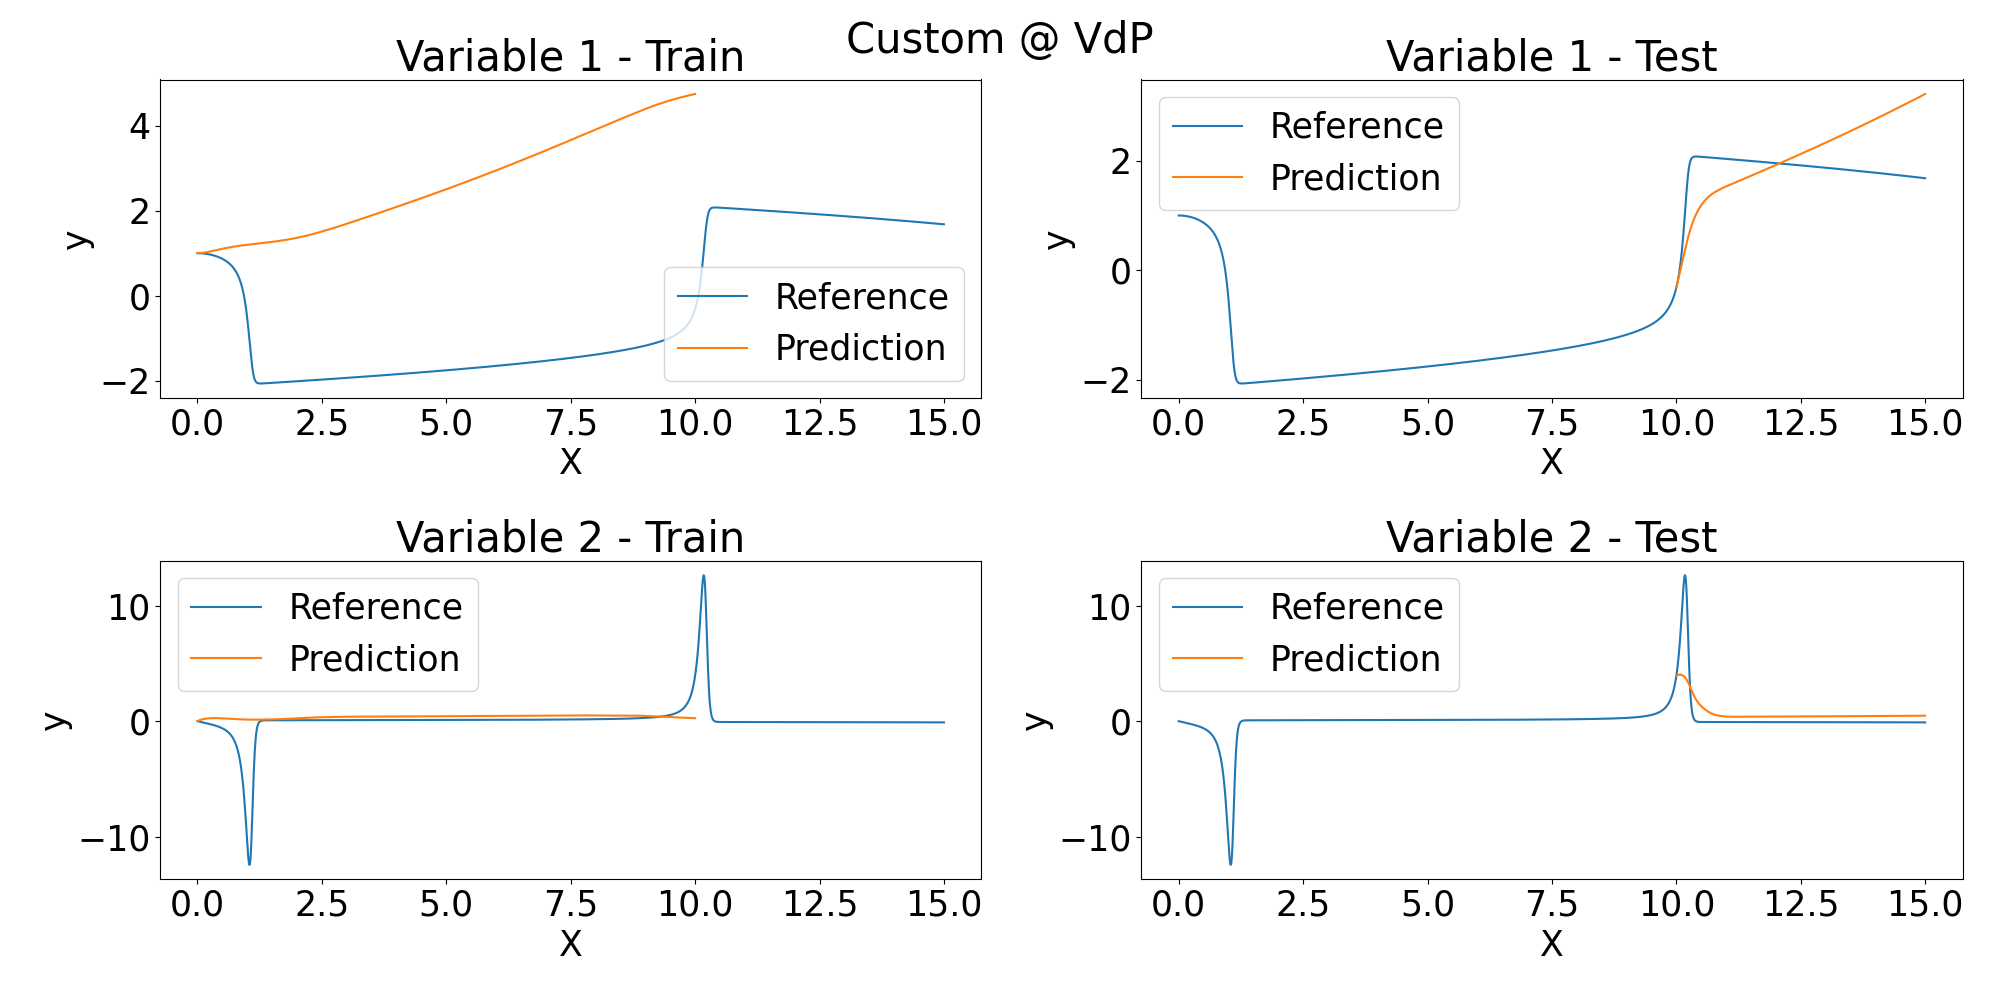 Custom @ VdP
Variable 1 - Train
4
2
0
−2
y
Reference
Prediction
0.0 2.5 5.0 7.5 10.0 12.5 15.0
X
Variable 1 - Test
2
0
−2
y
Reference
Prediction
0.0 2.5 5.0 7.5 10.0 12.5 15.0
X
Variable 2 - Train
10
0
−10
y
Reference
Prediction
0.0 2.5 5.0 7.5 10.0 12.5 15.0
X
Variable 2 - Test
10
0
−10
y
Reference
Prediction
0.0 2.5 5.0 7.5 10.0 12.5 15.0
X